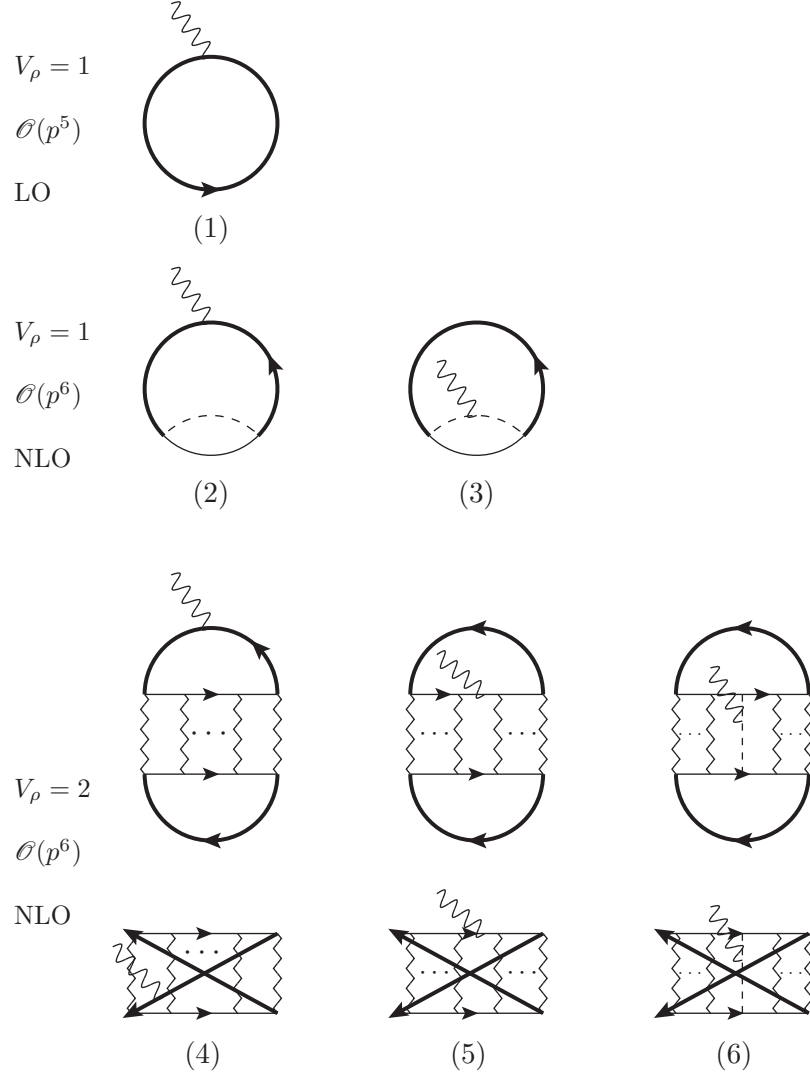 V_ρ = 1
𝒪(p^5)
LO
(1)
V_ρ = 1
𝒪(p^6)
NLO
(2) (3)
V_ρ = 2
𝒪(p^6)
NLO
(4) (5) (6)